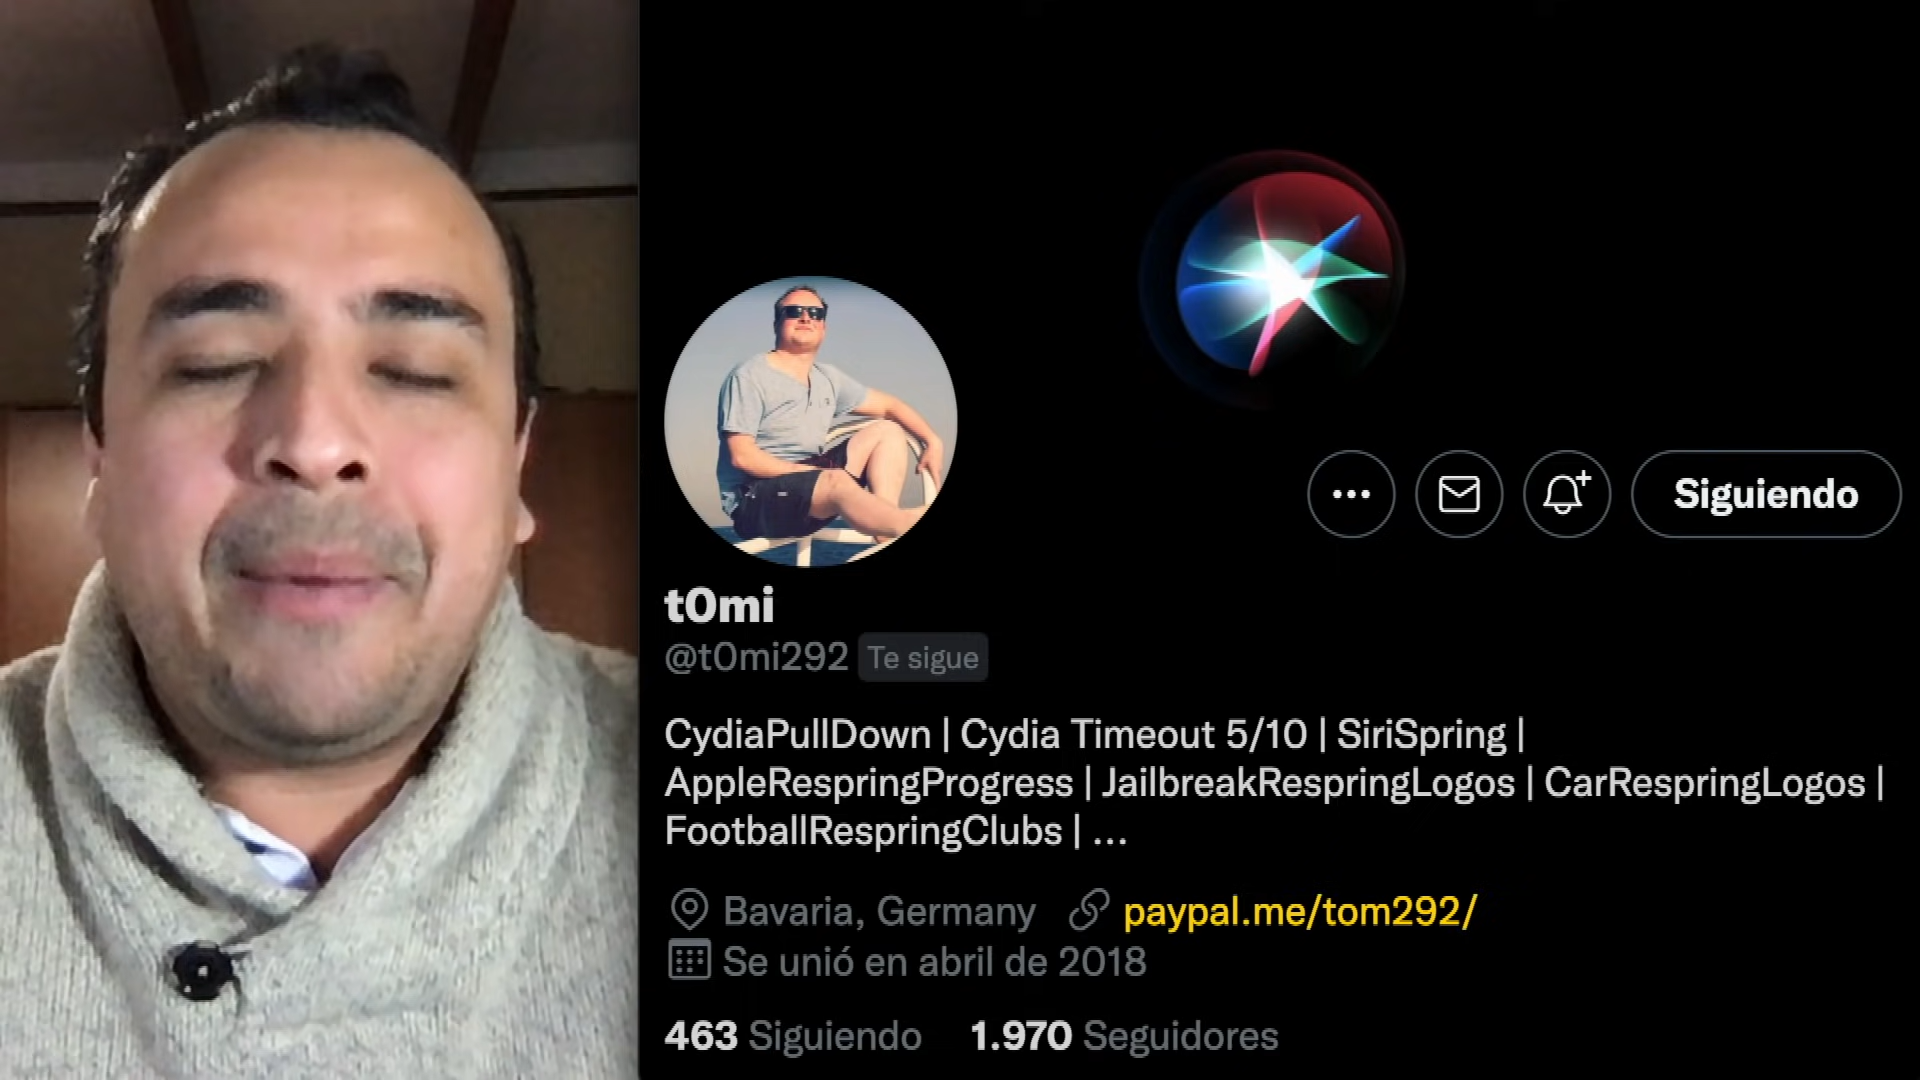 Siguiendo
t0mi
@t0mi292 Te sigue
CydiaPullDown | Cydia Timeout 5/10 | SiriSpring |
AppleRespringProgress | JailbreakRespringLogos | CarRespringLogos |
FootballRespringClubs | ...
Bavaria, Germany paypal.me/tom292/
Se unió en abril de 2018
463 Siguiendo 1.970 Seguidores